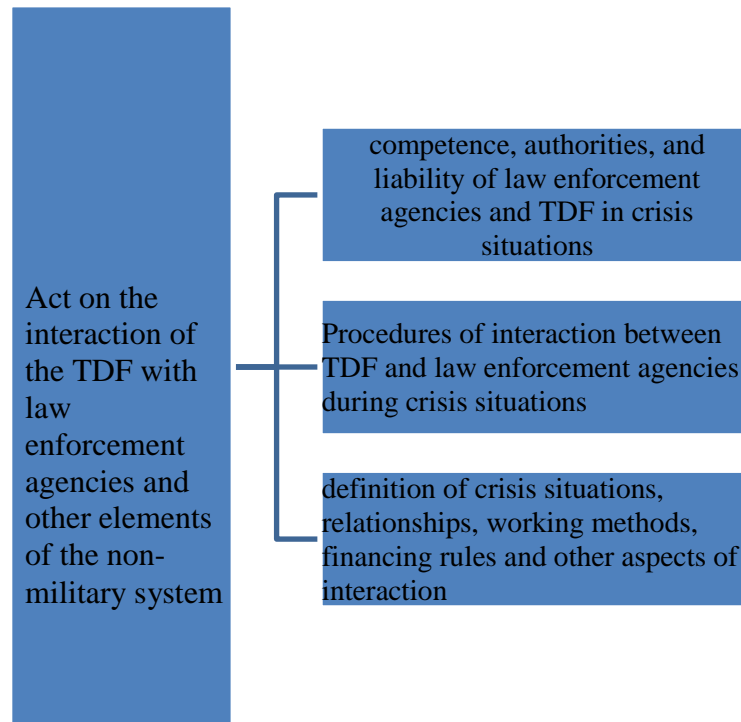 Act on the
interaction of
the TDF with
law
enforcement
agencies and
other elements
of the non-
military system
competence, authorities, and
liability of law enforcement
agencies and TDF in crisis
situations
Procedures of interaction between
TDF and law enforcement agencies
during crisis situations
definition of crisis situations,
relationships, working methods,
financing rules and other aspects of
interaction